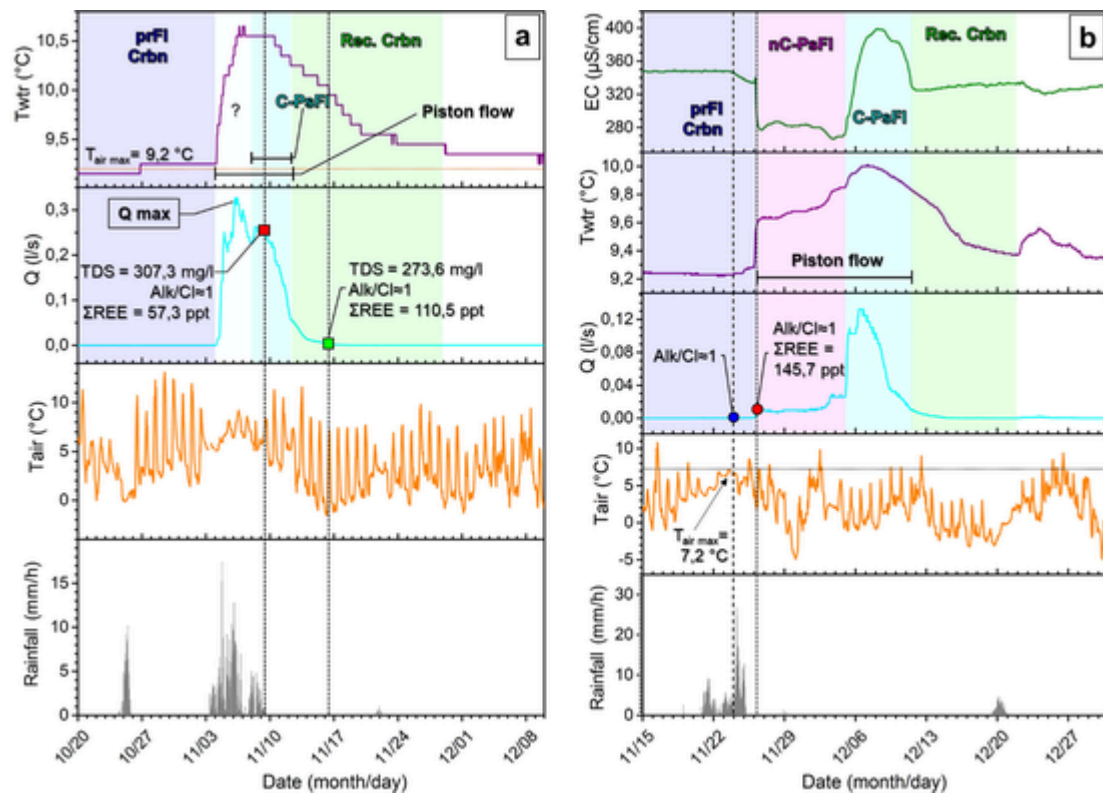 a
prFl
Crbn
Rec. Crbn
C-PsFl
?
Piston flow
T air max = 9,2 °C
Twtr (°C)
10,5
10,0
9,5
Q max
TDS = 307,3 mg/l
Alk/Cl≈1
ΣREE = 57,3 ppt
TDS = 273,6 mg/l
Alk/Cl≈1
ΣREE = 110,5 ppt
Q (l/s)
0,3
0,2
0,1
0,0
Tair (°C)
10
5
0
Rainfall (mm/h)
15
10
5
0
10/20
10/27
11/03
11/10
11/17
11/24
12/01
12/08
Date (month/day)
b
nC-PsFl
Rec. Crbn
prFl
Crbn
C-PsFl
EC (µS/cm)
400
360
320
280
Twtr (°C)
10,0
9,8
9,6
9,4
9,2
Piston flow
Q (l/s)
0,12
0,08
0,04
0,00
Alk/Cl≈1
Alk/Cl≈1
ΣREE =
145,7 ppt
Tair (°C)
10
5
0
-5
T air max =
7,2 °C
Rainfall (mm/h)
30
20
10
0
11/15
11/22
11/29
12/06
12/13
12/20
12/27
Date (month/day)